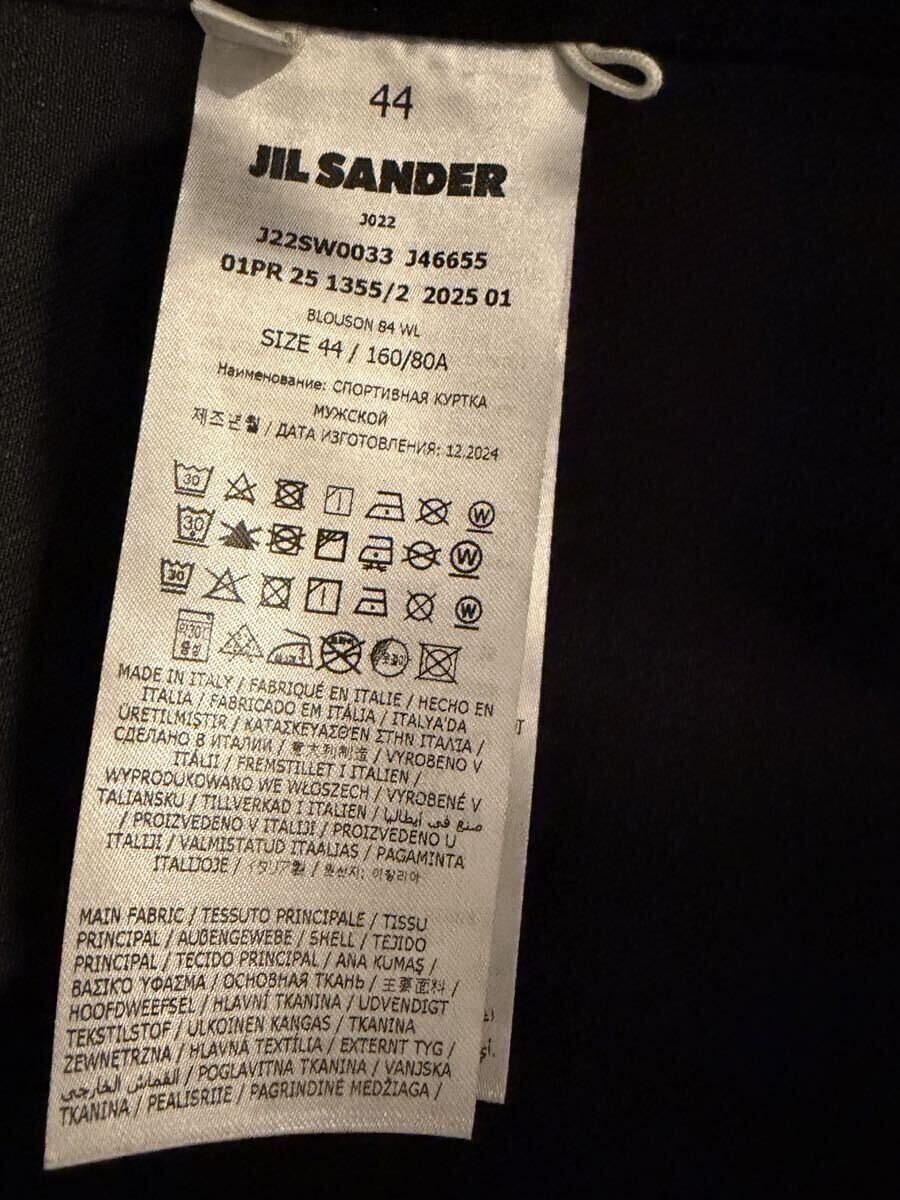 44
JIL SANDER
J022
J22SW0033 J46655
01PR 25 1355/2 2025 01
BLOUSON 84 WL
SIZE 44 / 160/80A
Наименование: СПОРТИВНАЯ КУРТКА
МУЖСКОЙ
제조년월 / ДАТА ИЗГОТОВЛЕНИЯ: 12.2024
30 W
30 W
30 W
MADE IN ITALY / FABRIQUÉ EN ITALIE / HECHO EN
ITALIA / FABRICADO EM ITÁLIA / ITALYA'DA
ÜRETILMIŞTIR / ΚΑΤΑΣΚΕΥΑΣΘΕΝ ΣΤΗΝ ΙΤΑΛΙΑ /
СДЕЛАНО В ИТАЛИИ / 意大利制造 / VYROBENO V
ITÁLII / FREMSTILLET I ITALIEN /
WYPRODUKOWANO WE WŁOSZECH / VYROBENÉ V
TALIANSKU / TILLVERKAD I ITALIEN / صنع في أيطاليا
/ PROIZVEDENO V ITALIJI / PROIZVEDENO U
ITALIJI / VALMISTATUD ITAALIAS / PAGAMINTA
ITALIJOJE / イタリア製 / 원산지: 이탈리아
MAIN FABRIC / TESSUTO PRINCIPALE / TISSU
PRINCIPAL / AUßENGEWEBE / SHELL / TEJIDO
PRINCIPAL / TECIDO PRINCIPAL / ANA KUMAŞ /
ΒΑΣΙΚΟ ΥΦΑΣΜΑ / ОСНОВНАЯ ТКАНЬ / 主要面料 /
HOOFDWEEFSEL / HLAVNÍ TKANINA / UDVENDIGT
TEKSTILSTOF / ULKOINEN KANGAS / TKANINA
ZEWNĘTRZNA / HLAVNÁ TEXTÍLIA / EXTERNT TYG /
القماش الخارجي / POGLAVITNA TKANINA / VANJSKA
TKANINA / PEALISRIIE / PAGRINDINĖ MEDŽIAGA /